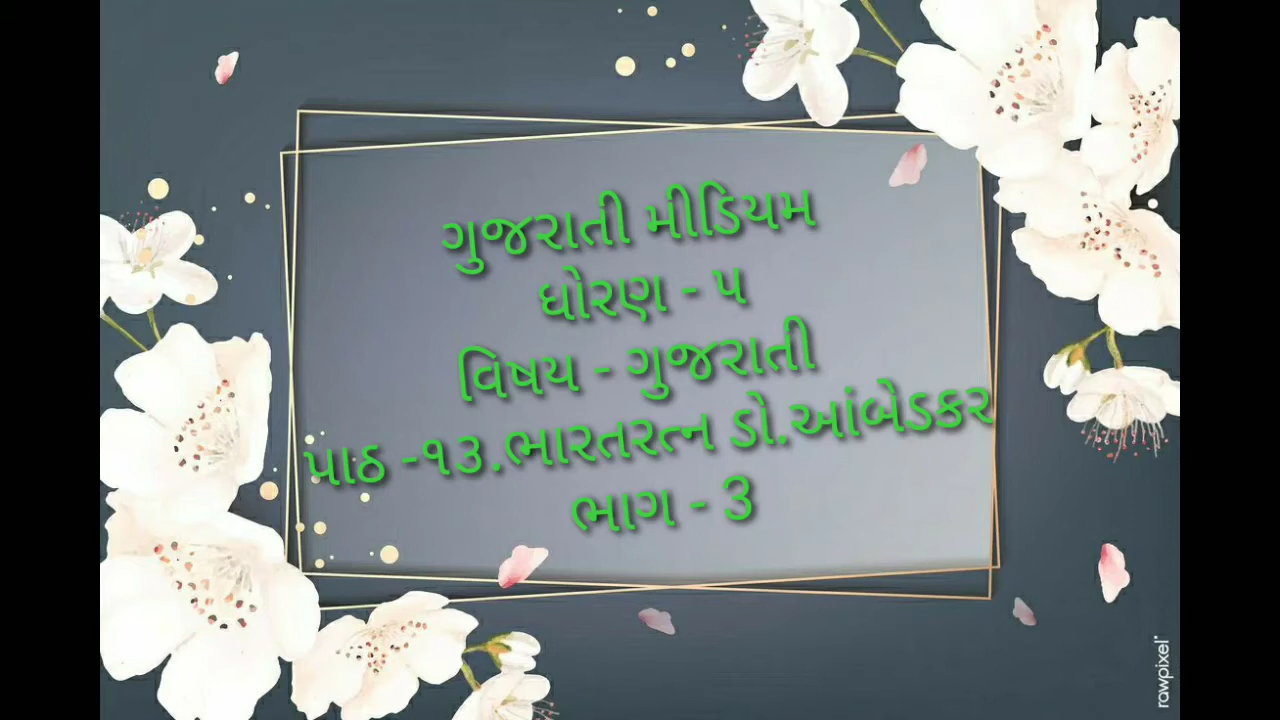 ગુજરાતી મીડિયમ
ધોરણ - ૫
વિષય - ગુજરાતી
પાઠ -૧૩.ભારતરત્ન ડો.આંબેડકર
ભાગ - 3
rawpixel®